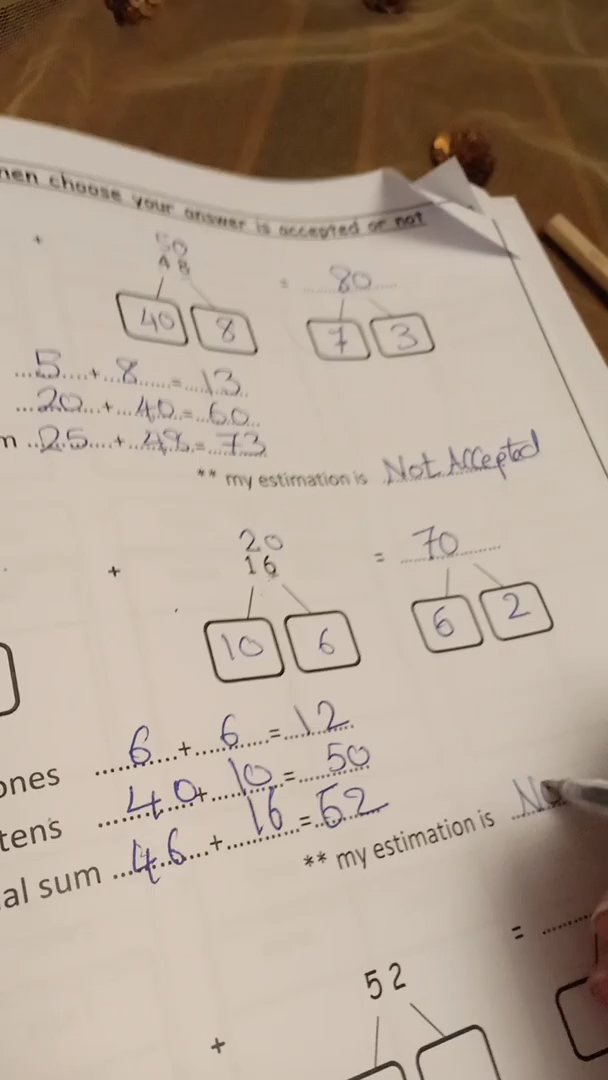 hen choose your answer is accepted or not
+ 50
48
= 80
40 8
7 3
5 + 8 = 13
20 + 40 = 60
m 25 + 48 = 73
** my estimation is Not Accepted
20
+ 16 = 70
10 6
6 2
ones 6 + 6 = 12
tens 40 + 10 = 50
al sum 46 + 16 = 62
** my estimation is No
=
52
+